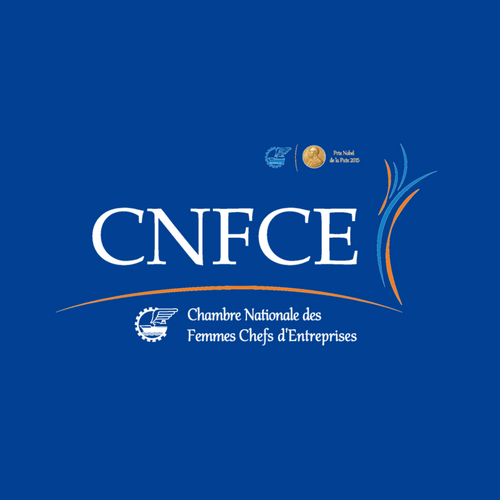 Prix Nobel
de la Paix 2015
CNFCE
Chambre Nationale des
Femmes Chefs d'Entreprises